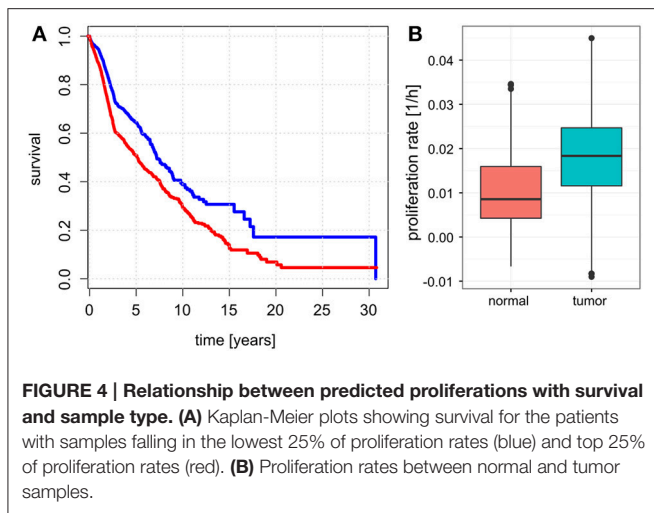 A
1.0
0.8
0.6
0.4
0.2
0.0
survival
0 5 10 15 20 25 30
time [years]
B
0.04
0.03
0.02
0.01
0.00
-0.01
proliferation rate [1/h]
normal tumor
FIGURE 4 | Relationship between predicted proliferations with survival
and sample type. (A) Kaplan-Meier plots showing survival for the patients
with samples falling in the lowest 25% of proliferation rates (blue) and top 25%
of proliferation rates (red). (B) Proliferation rates between normal and tumor
samples.